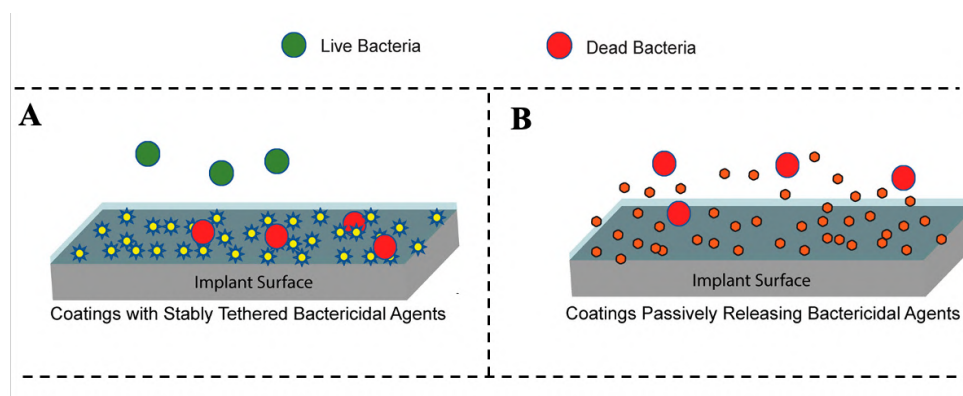 Live Bacteria
Dead Bacteria
A
B
Implant Surface
Implant Surface
Coatings with Stably Tethered Bactericidal Agents
Coatings Passively Releasing Bactericidal Agents